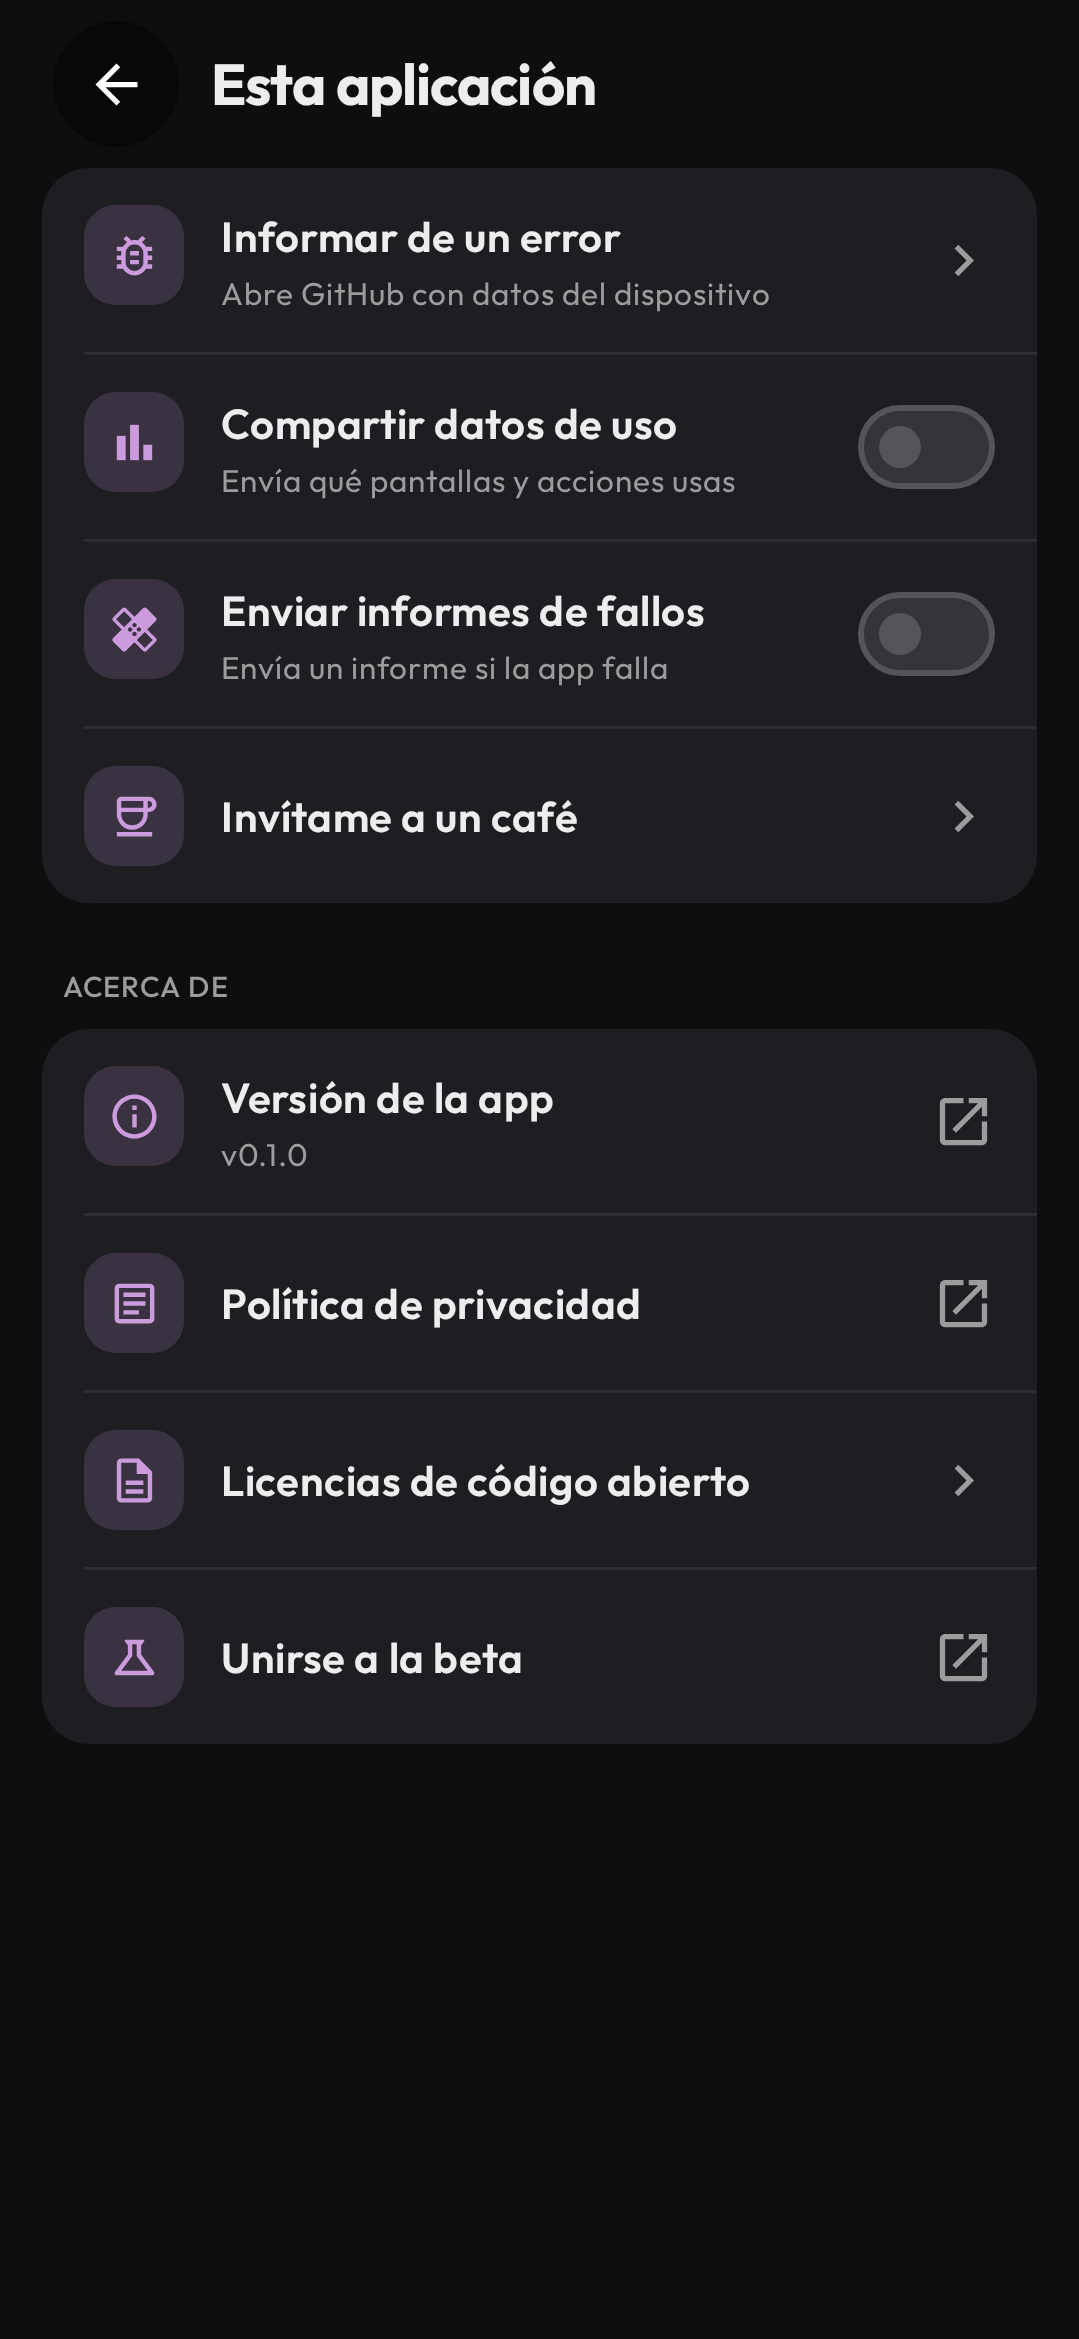 Esta aplicación
Informar de un error
Abre GitHub con datos del dispositivo
Compartir datos de uso
Envía qué pantallas y acciones usas
Enviar informes de fallos
Envía un informe si la app falla
Invítame a un café
ACERCA DE
Versión de la app
v0.1.0
Política de privacidad
Licencias de código abierto
Unirse a la beta